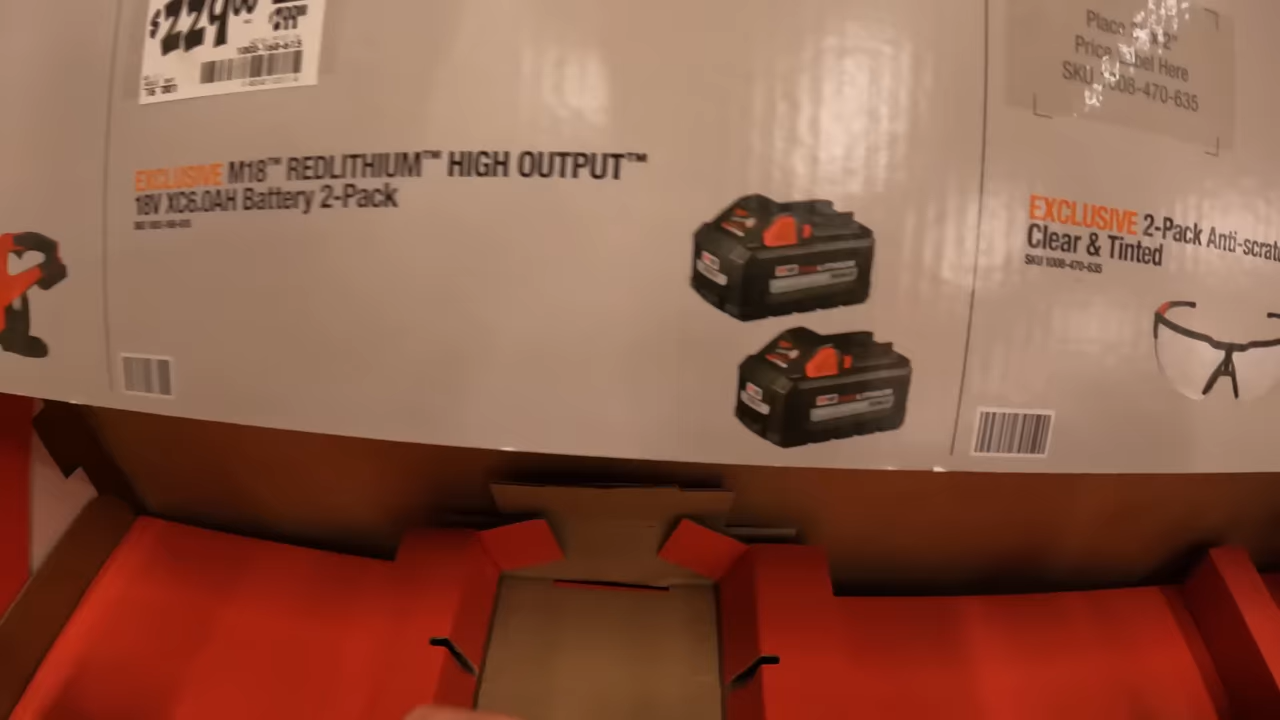 $229.00
EXCLUSIVE M18™ REDLITHIUM™ HIGH OUTPUT™
18V XC6.0AH Battery 2-Pack
Price Label Here
SKU 1008-470-635
EXCLUSIVE 2-Pack Anti-scrat
Clear & Tinted
SKU 1008-470-635